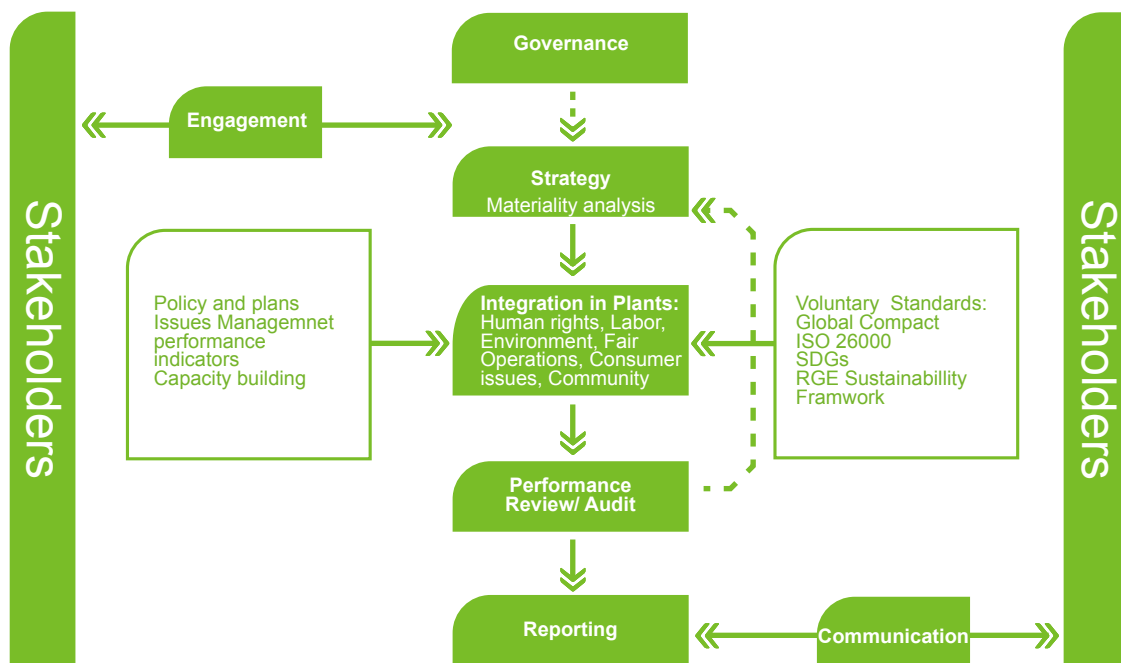 Stakeholders
Governance
Engagement
Strategy
Materiality analysis
Policy and plans
Issues Managemnet
performance
indicators
Capacity building
Integration in Plants:
Human rights, Labor,
Environment, Fair
Operations, Consumer
issues, Community
Voluntary Standards:
Global Compact
ISO 26000
SDGs
RGE Sustainabillity
Framwork
Performance
Review/ Audit
Reporting
Communication
Stakeholders